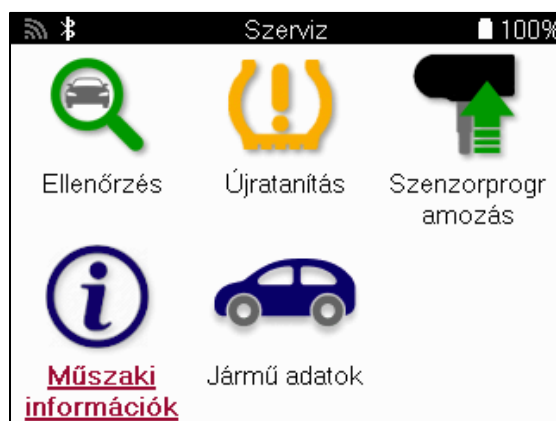 Szerviz 100%
Ellenőrzés Újratanítás Szenzorprogr
amozás
Műszaki Jármű adatok
információk